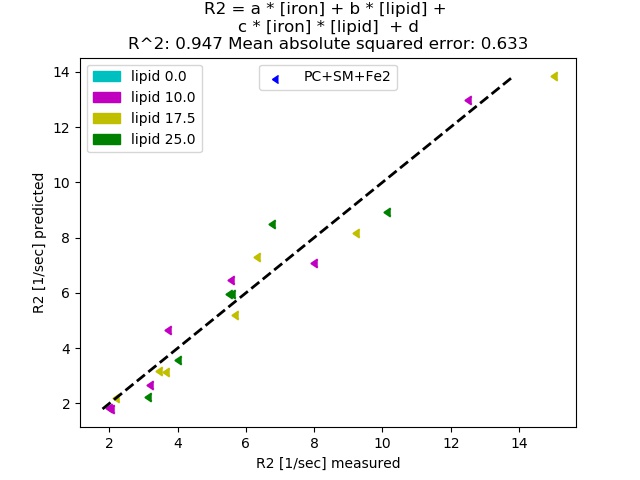 R2 = a * [iron] + b * [lipid] +
c * [iron] * [lipid]  + d
R^2: 0.947 Mean absolute squared error: 0.633
lipid 0.0
lipid 10.0
lipid 17.5
lipid 25.0
PC+SM+Fe2
R2 [1/sec] predicted
14
12
10
8
6
4
2
2 4 6 8 10 12 14
R2 [1/sec] measured